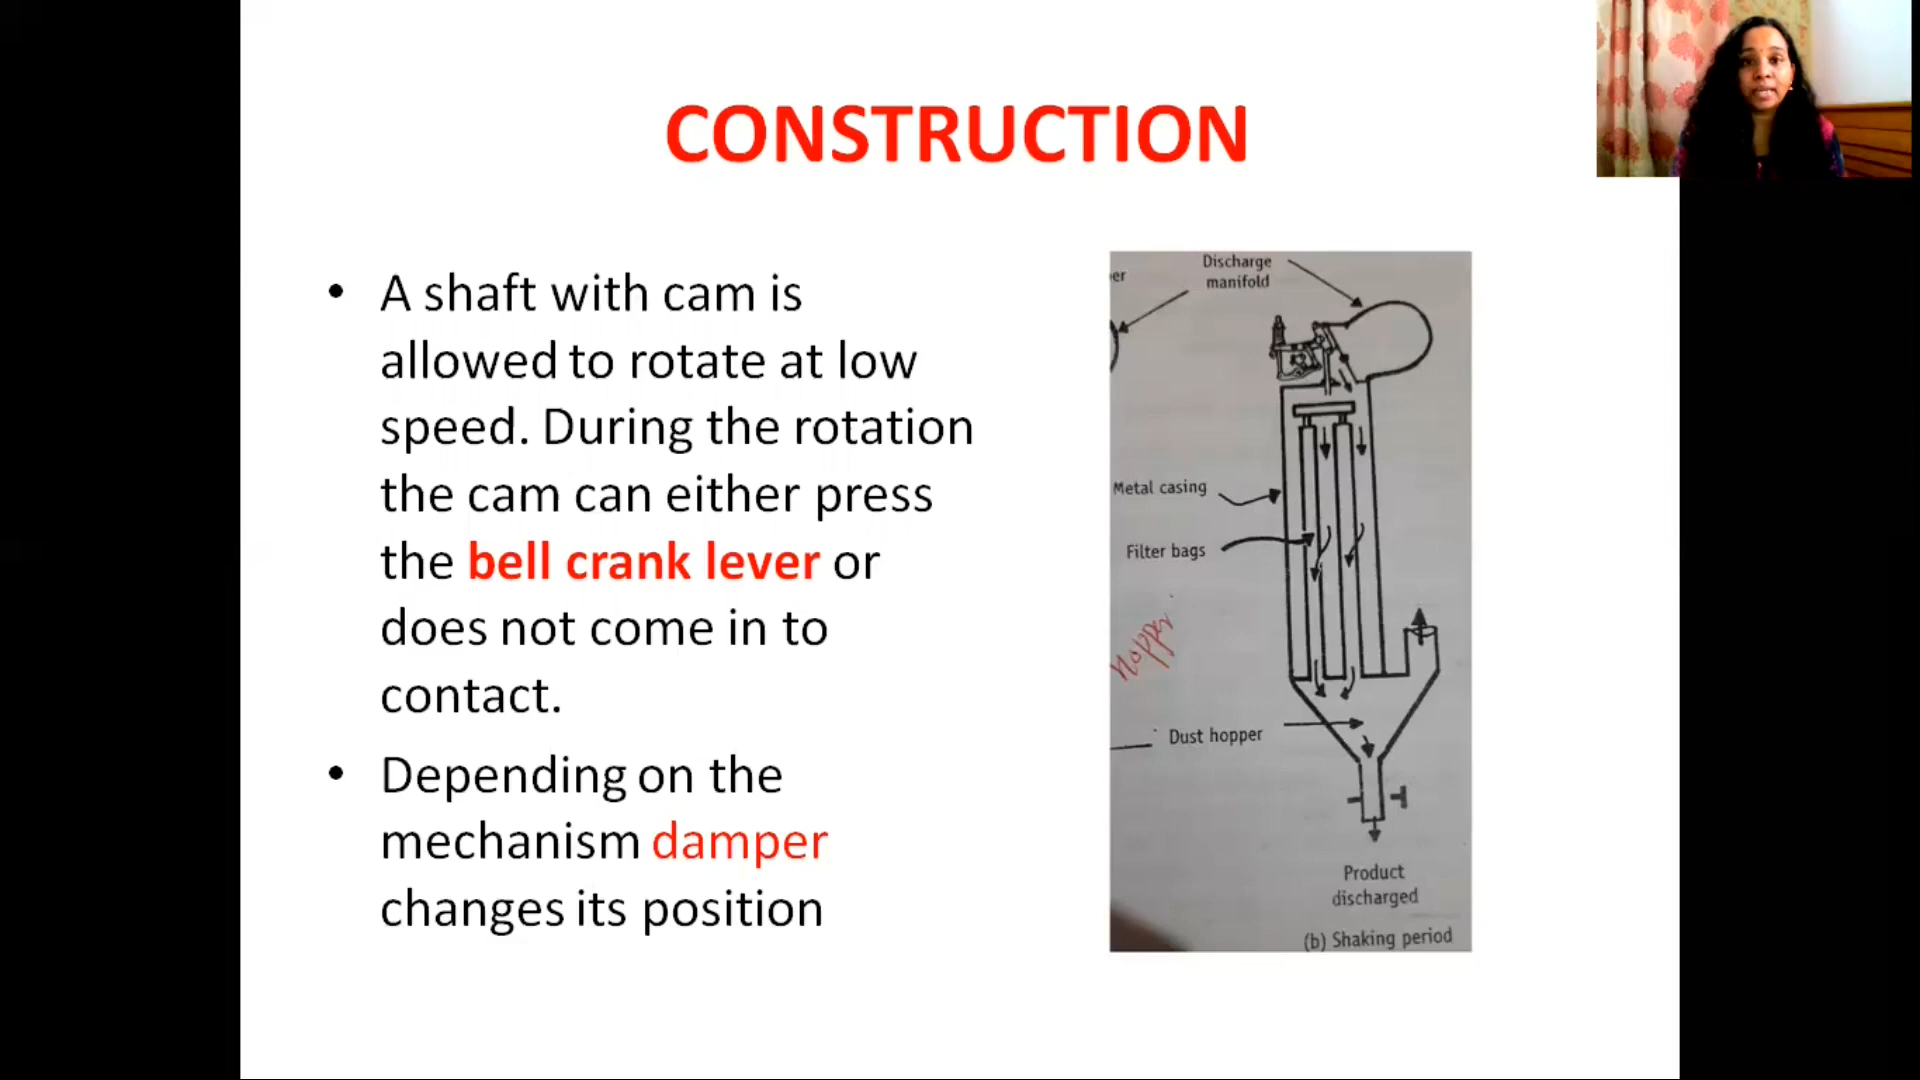 CONSTRUCTION
• A shaft with cam is
allowed to rotate at low
speed. During the rotation
the cam can either press
the bell crank lever or
does not come in to
contact.
• Depending on the
mechanism damper
changes its position
er
Discharge
manifold
Metal casing
Filter bags
Hopper
Dust hopper
Product
discharged
(b) Shaking period